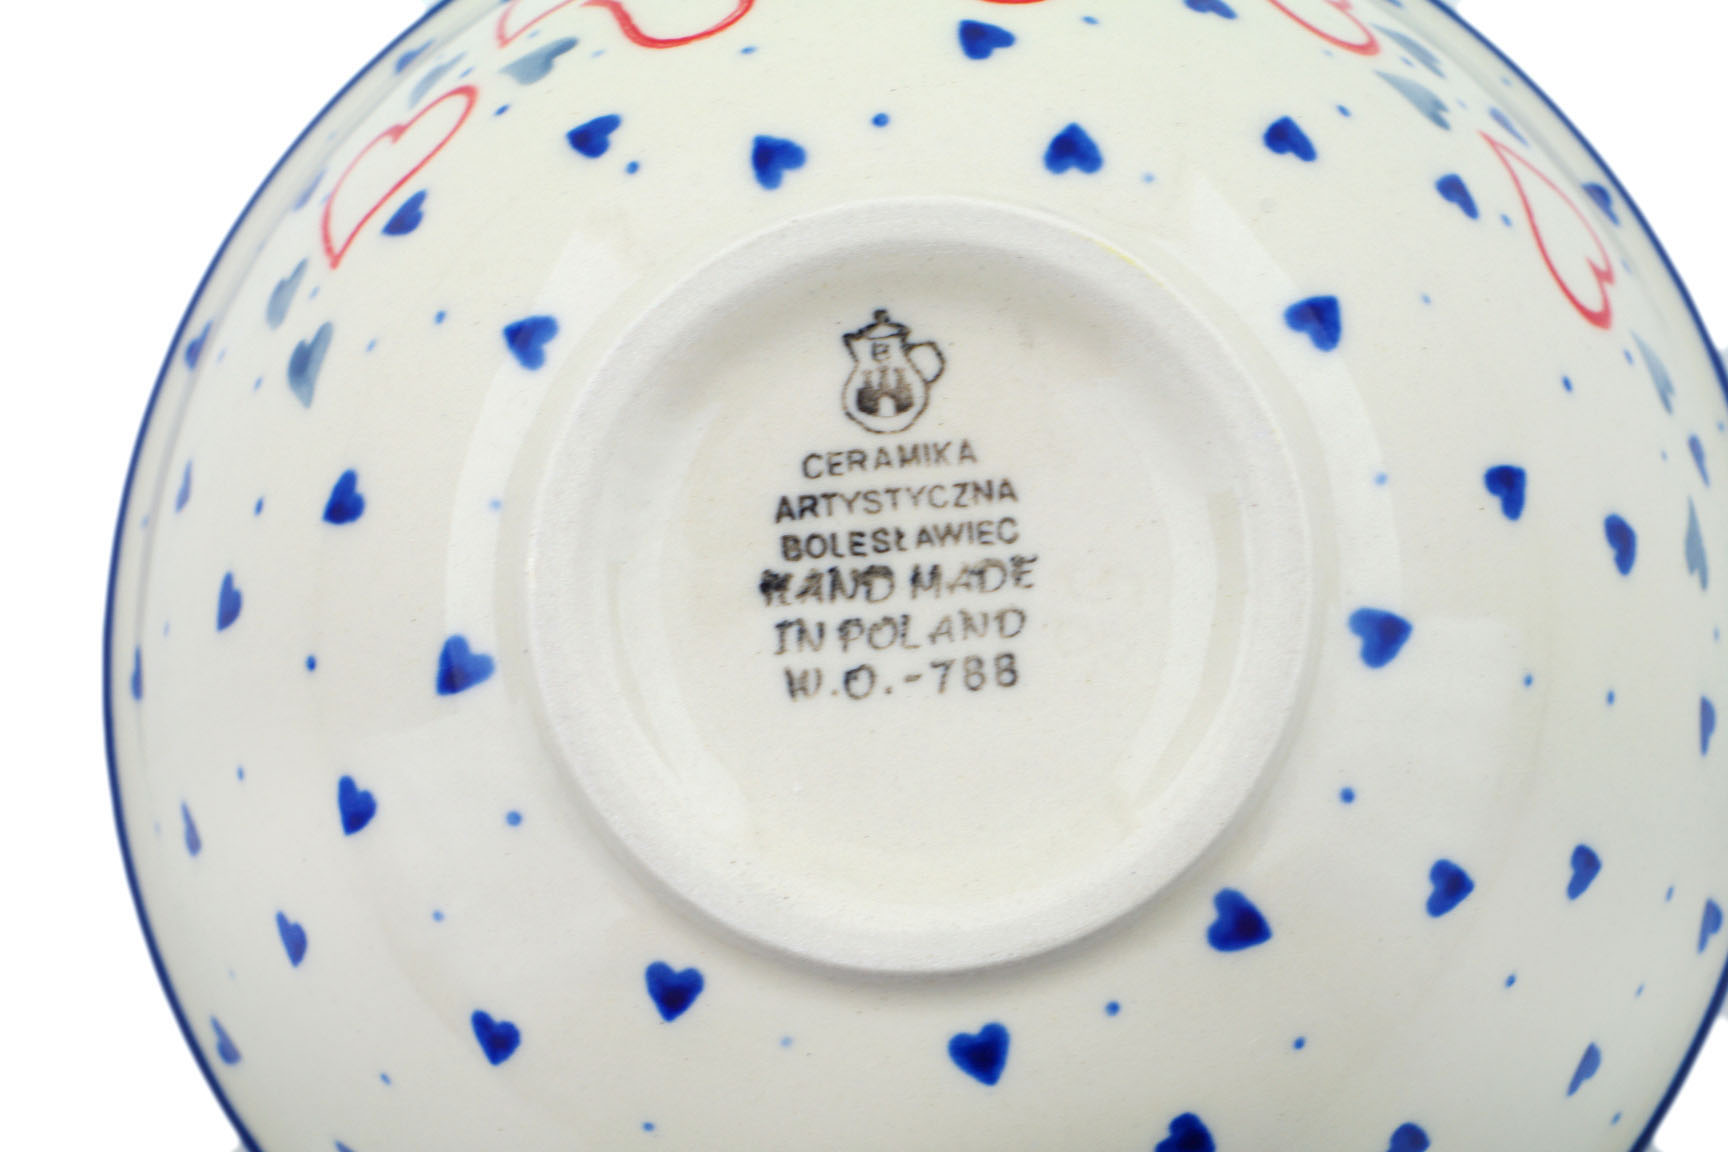 B
CERAMIKA
ARTYSTYCZNA
BOLESŁAWIEC
HAND MADE
IN POLAND
W.O.-788